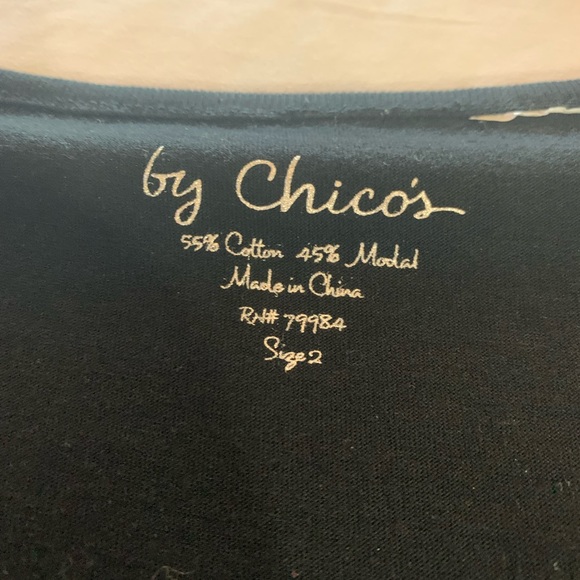 by Chico's
55% Cotton 45% Modal
Made in China
RN# 79984
Size 2